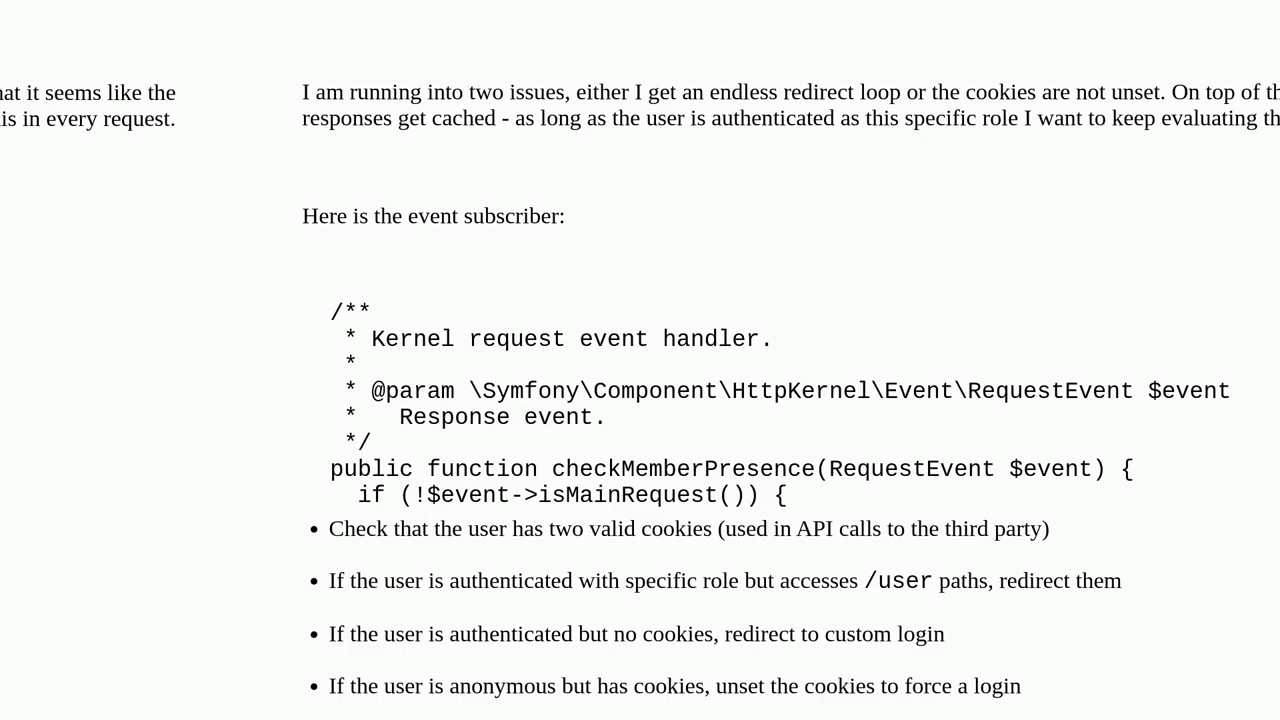 hat it seems like the
is in every request.
I am running into two issues, either I get an endless redirect loop or the cookies are not unset. On top of th
responses get cached - as long as the user is authenticated as this specific role I want to keep evaluating th
Here is the event subscriber:
/**
 * Kernel request event handler.
 *
 * @param \Symfony\Component\HttpKernel\Event\RequestEvent $event
 *   Response event.
 */
public function checkMemberPresence(RequestEvent $event) {
  if (!$event->isMainRequest()) {
• Check that the user has two valid cookies (used in API calls to the third party)
• If the user is authenticated with specific role but accesses /user paths, redirect them
• If the user is authenticated but no cookies, redirect to custom login
• If the user is anonymous but has cookies, unset the cookies to force a login